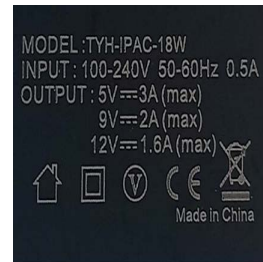 MODEL :TYH-IPAC-18W
INPUT : 100-240V 50-60Hz 0.5A
OUTPUT : 5V⎓3A (max)
9V⎓2A (max)
12V⎓1.6A (max)
V CE
Made in China